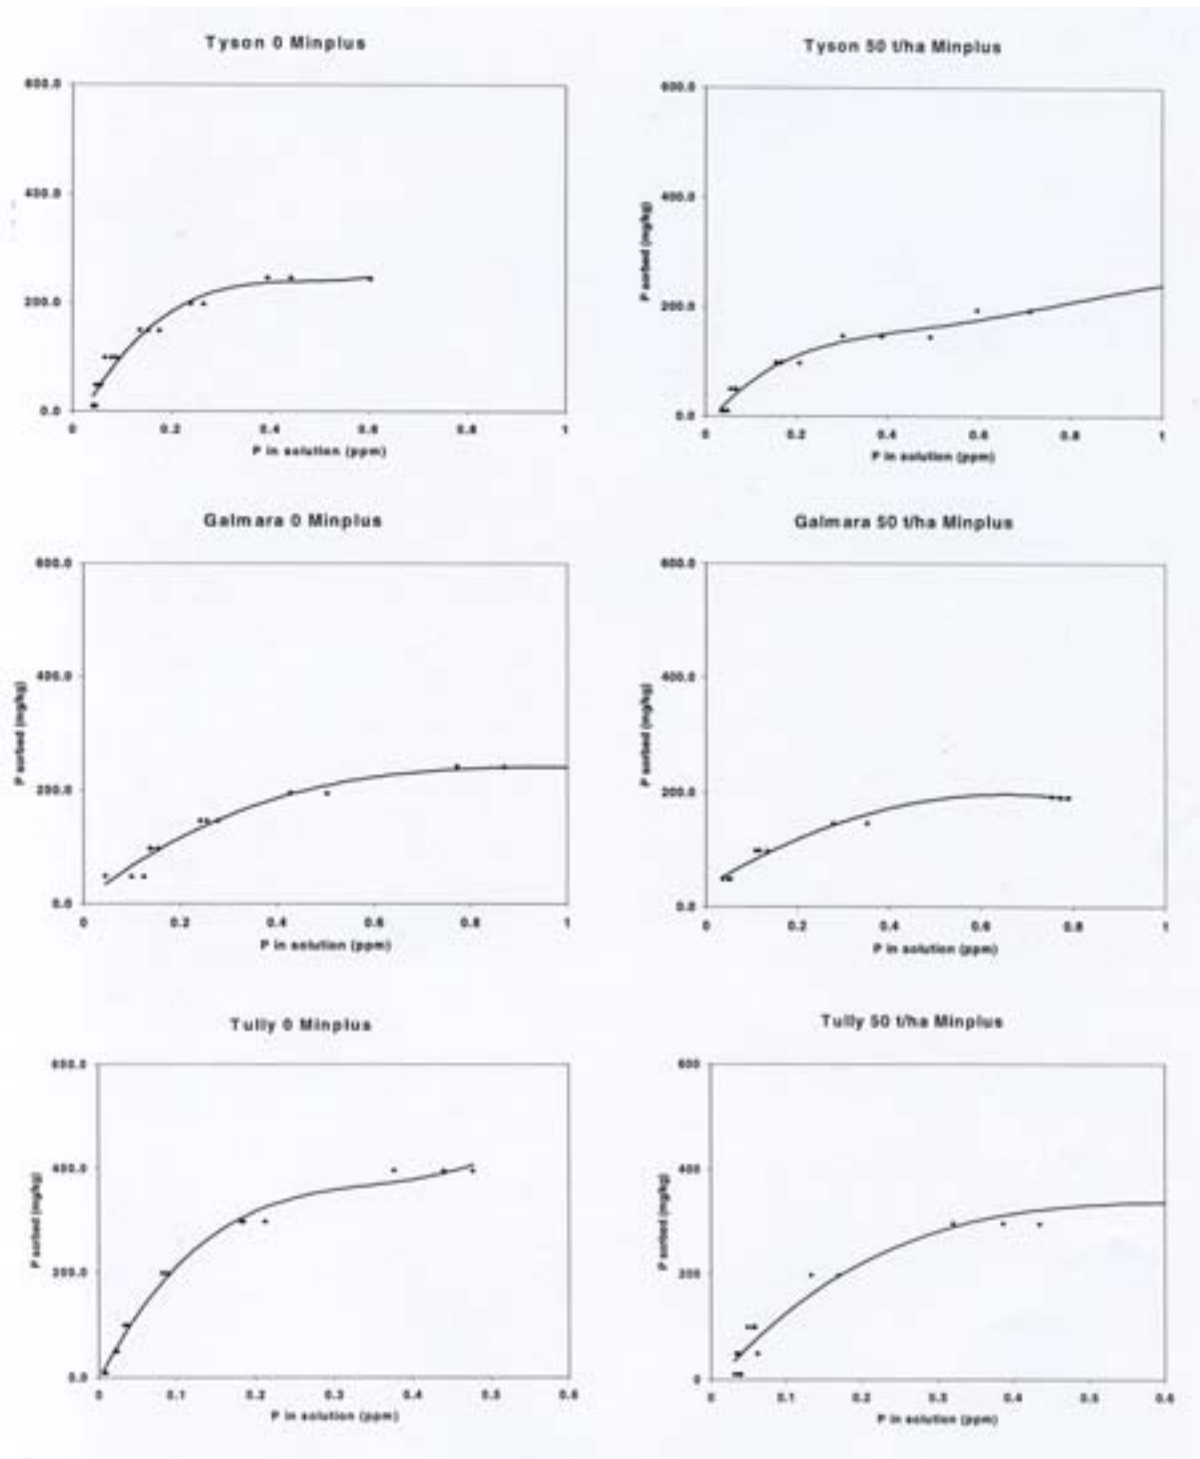 Tyson 0 Minplus
600.0
400.0
200.0
0.0
0 0.2 0.4 0.6 0.8 1
P in solution (ppm)
Tyson 50 t/ha Minplus
600.0
400.0
200.0
0.0
P sorbed (mg/kg)
0 0.2 0.4 0.6 0.8 1
P in solution (ppm)
Galmara 0 Minplus
600.0
400.0
200.0
0.0
P sorbed (mg/kg)
0 0.2 0.4 0.6 0.8 1
P in solution (ppm)
Galmara 50 t/ha Minplus
600.0
400.0
200.0
0.0
P sorbed (mg/kg)
0 0.2 0.4 0.6 0.8 1
P in solution (ppm)
Tully 0 Minplus
600.0
400.0
200.0
0.0
P sorbed (mg/kg)
0 0.1 0.2 0.3 0.4 0.5 0.6
P in solution (ppm)
Tully 50 t/ha Minplus
600
400
200
0
P sorbed (mg/kg)
0 0.1 0.2 0.3 0.4 0.5 0.6
P in solution (ppm)